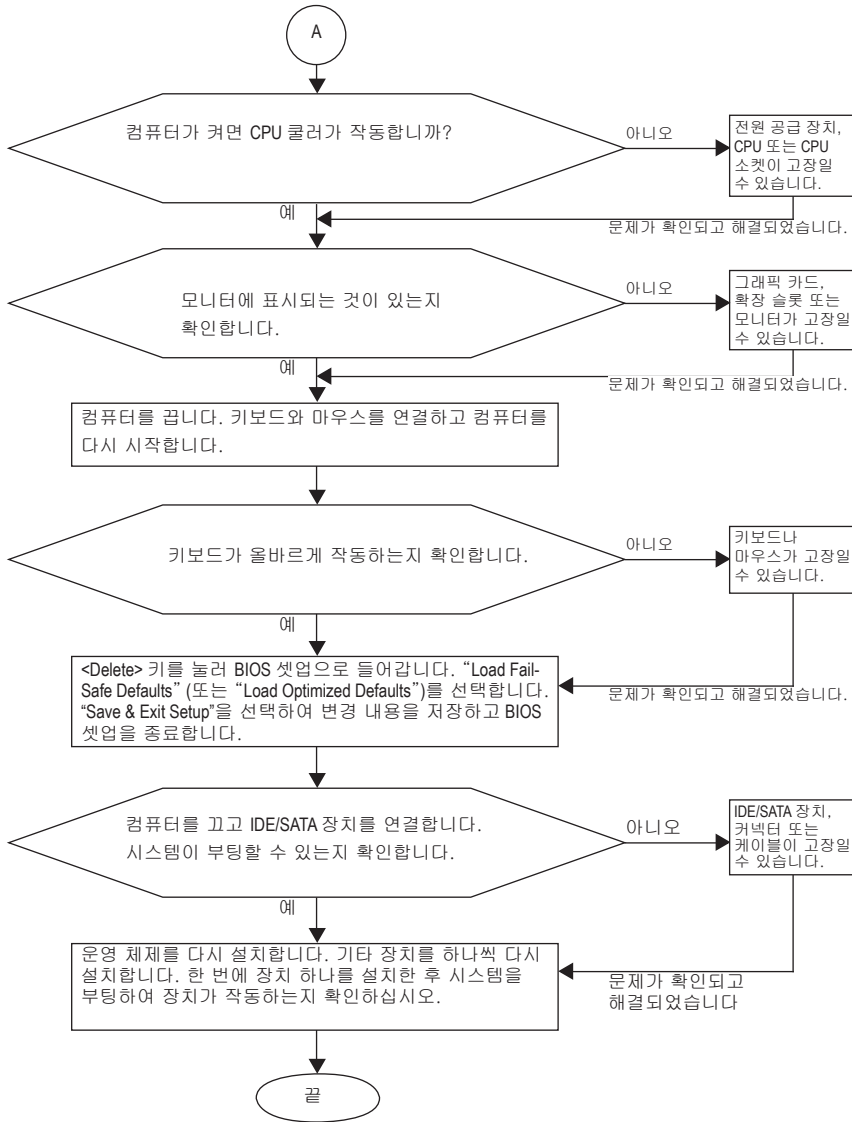 A
컴퓨터가 켜면 CPU 쿨러가 작동합니까?
아니오
전원 공급 장치,
CPU 또는 CPU
소켓이 고장일
수 있습니다.
예
문제가 확인되고 해결되었습니다.
모니터에 표시되는 것이 있는지
확인합니다.
아니오
그래픽 카드,
확장 슬롯 또는
모니터가 고장일
수 있습니다.
예
문제가 확인되고 해결되었습니다.
컴퓨터를 끕니다. 키보드와 마우스를 연결하고 컴퓨터를
다시 시작합니다.
키보드가 올바르게 작동하는지 확인합니다.
아니오
키보드나
마우스가 고장일
수 있습니다.
예
<Delete> 키를 눌러 BIOS 셋업으로 들어갑니다. “Load Fail-
Safe Defaults” (또는 “Load Optimized Defaults”)를 선택합니다.
“Save & Exit Setup”을 선택하여 변경 내용을 저장하고 BIOS
셋업을 종료합니다.
문제가 확인되고 해결되었습니다.
컴퓨터를 끄고 IDE/SATA 장치를 연결합니다.
시스템이 부팅할 수 있는지 확인합니다.
아니오
IDE/SATA 장치,
커넥터 또는
케이블이 고장일
수 있습니다.
예
운영 체제를 다시 설치합니다. 기타 장치를 하나씩 다시
설치합니다. 한 번에 장치 하나를 설치한 후 시스템을
부팅하여 장치가 작동하는지 확인하십시오.
문제가 확인되고
해결되었습니다
끝